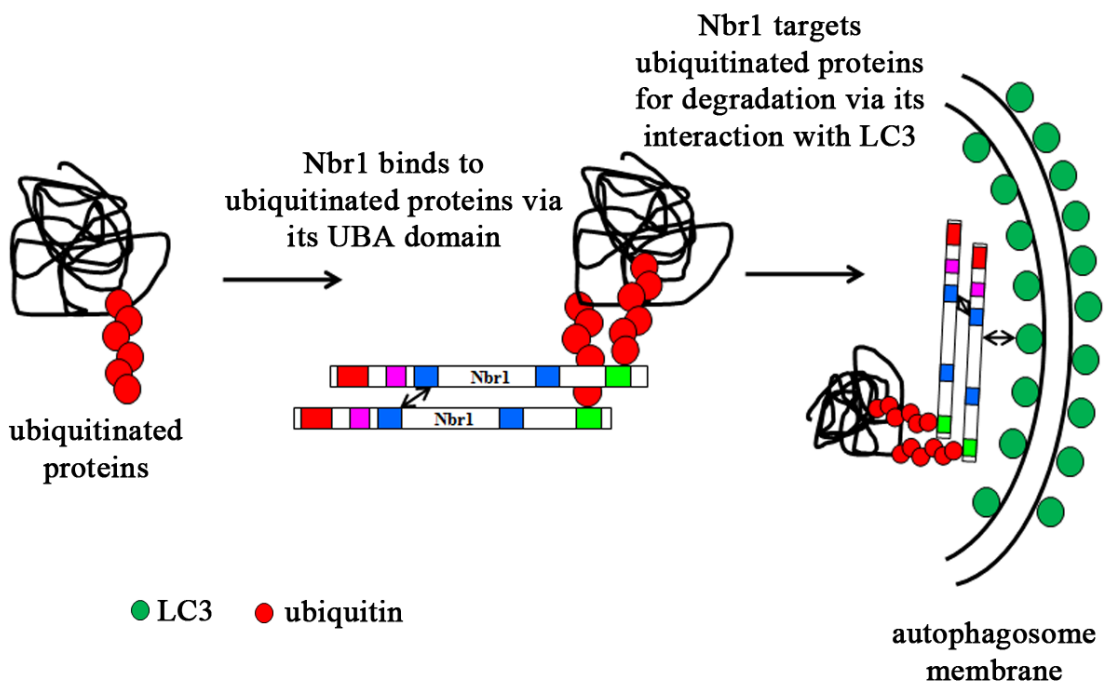 Nbr1 targets
ubiquitinated proteins
for degradation via its
interaction with LC3
Nbr1 binds to
ubiquitinated proteins via
its UBA domain
Nbr1
Nbr1
ubiquitinated
proteins
LC3
ubiquitin
autophagosome
membrane